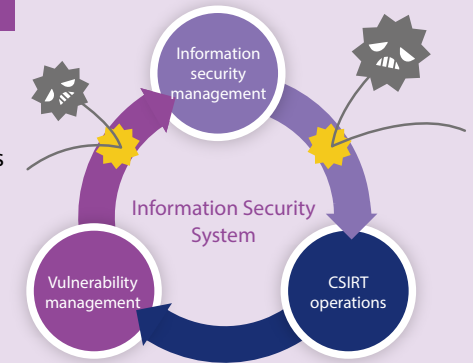 Information
security
management
s
Information Security
System
Vulnerability
management
CSIRT
operations